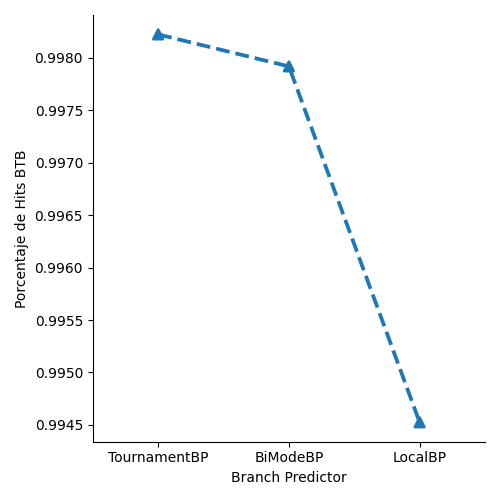 0.9980
0.9975
0.9970
0.9965
0.9960
0.9955
0.9950
0.9945
Porcentaje de Hits BTB
TournamentBP
BiModeBP
LocalBP
Branch Predictor